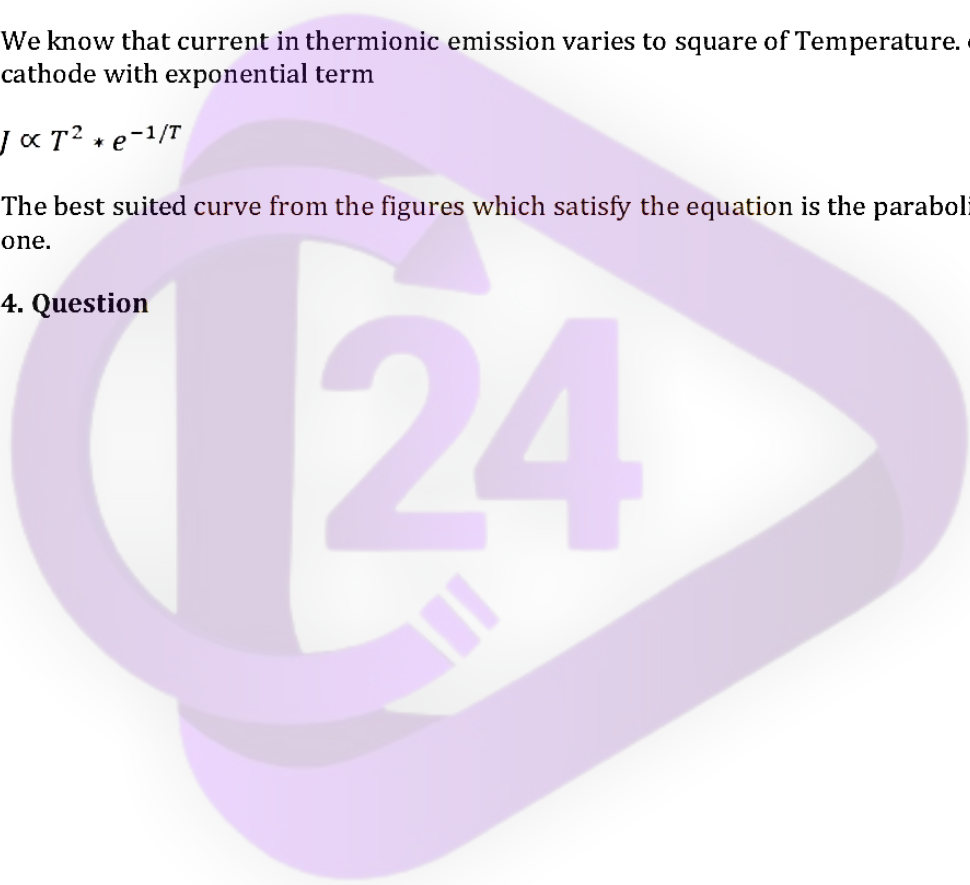 We know that current in thermionic emission varies to square of Temperature.
cathode with exponential term
J ∝ T² * e^{-1/T}
The best suited curve from the figures which satisfy the equation is the paraboli
one.
4. Question
24